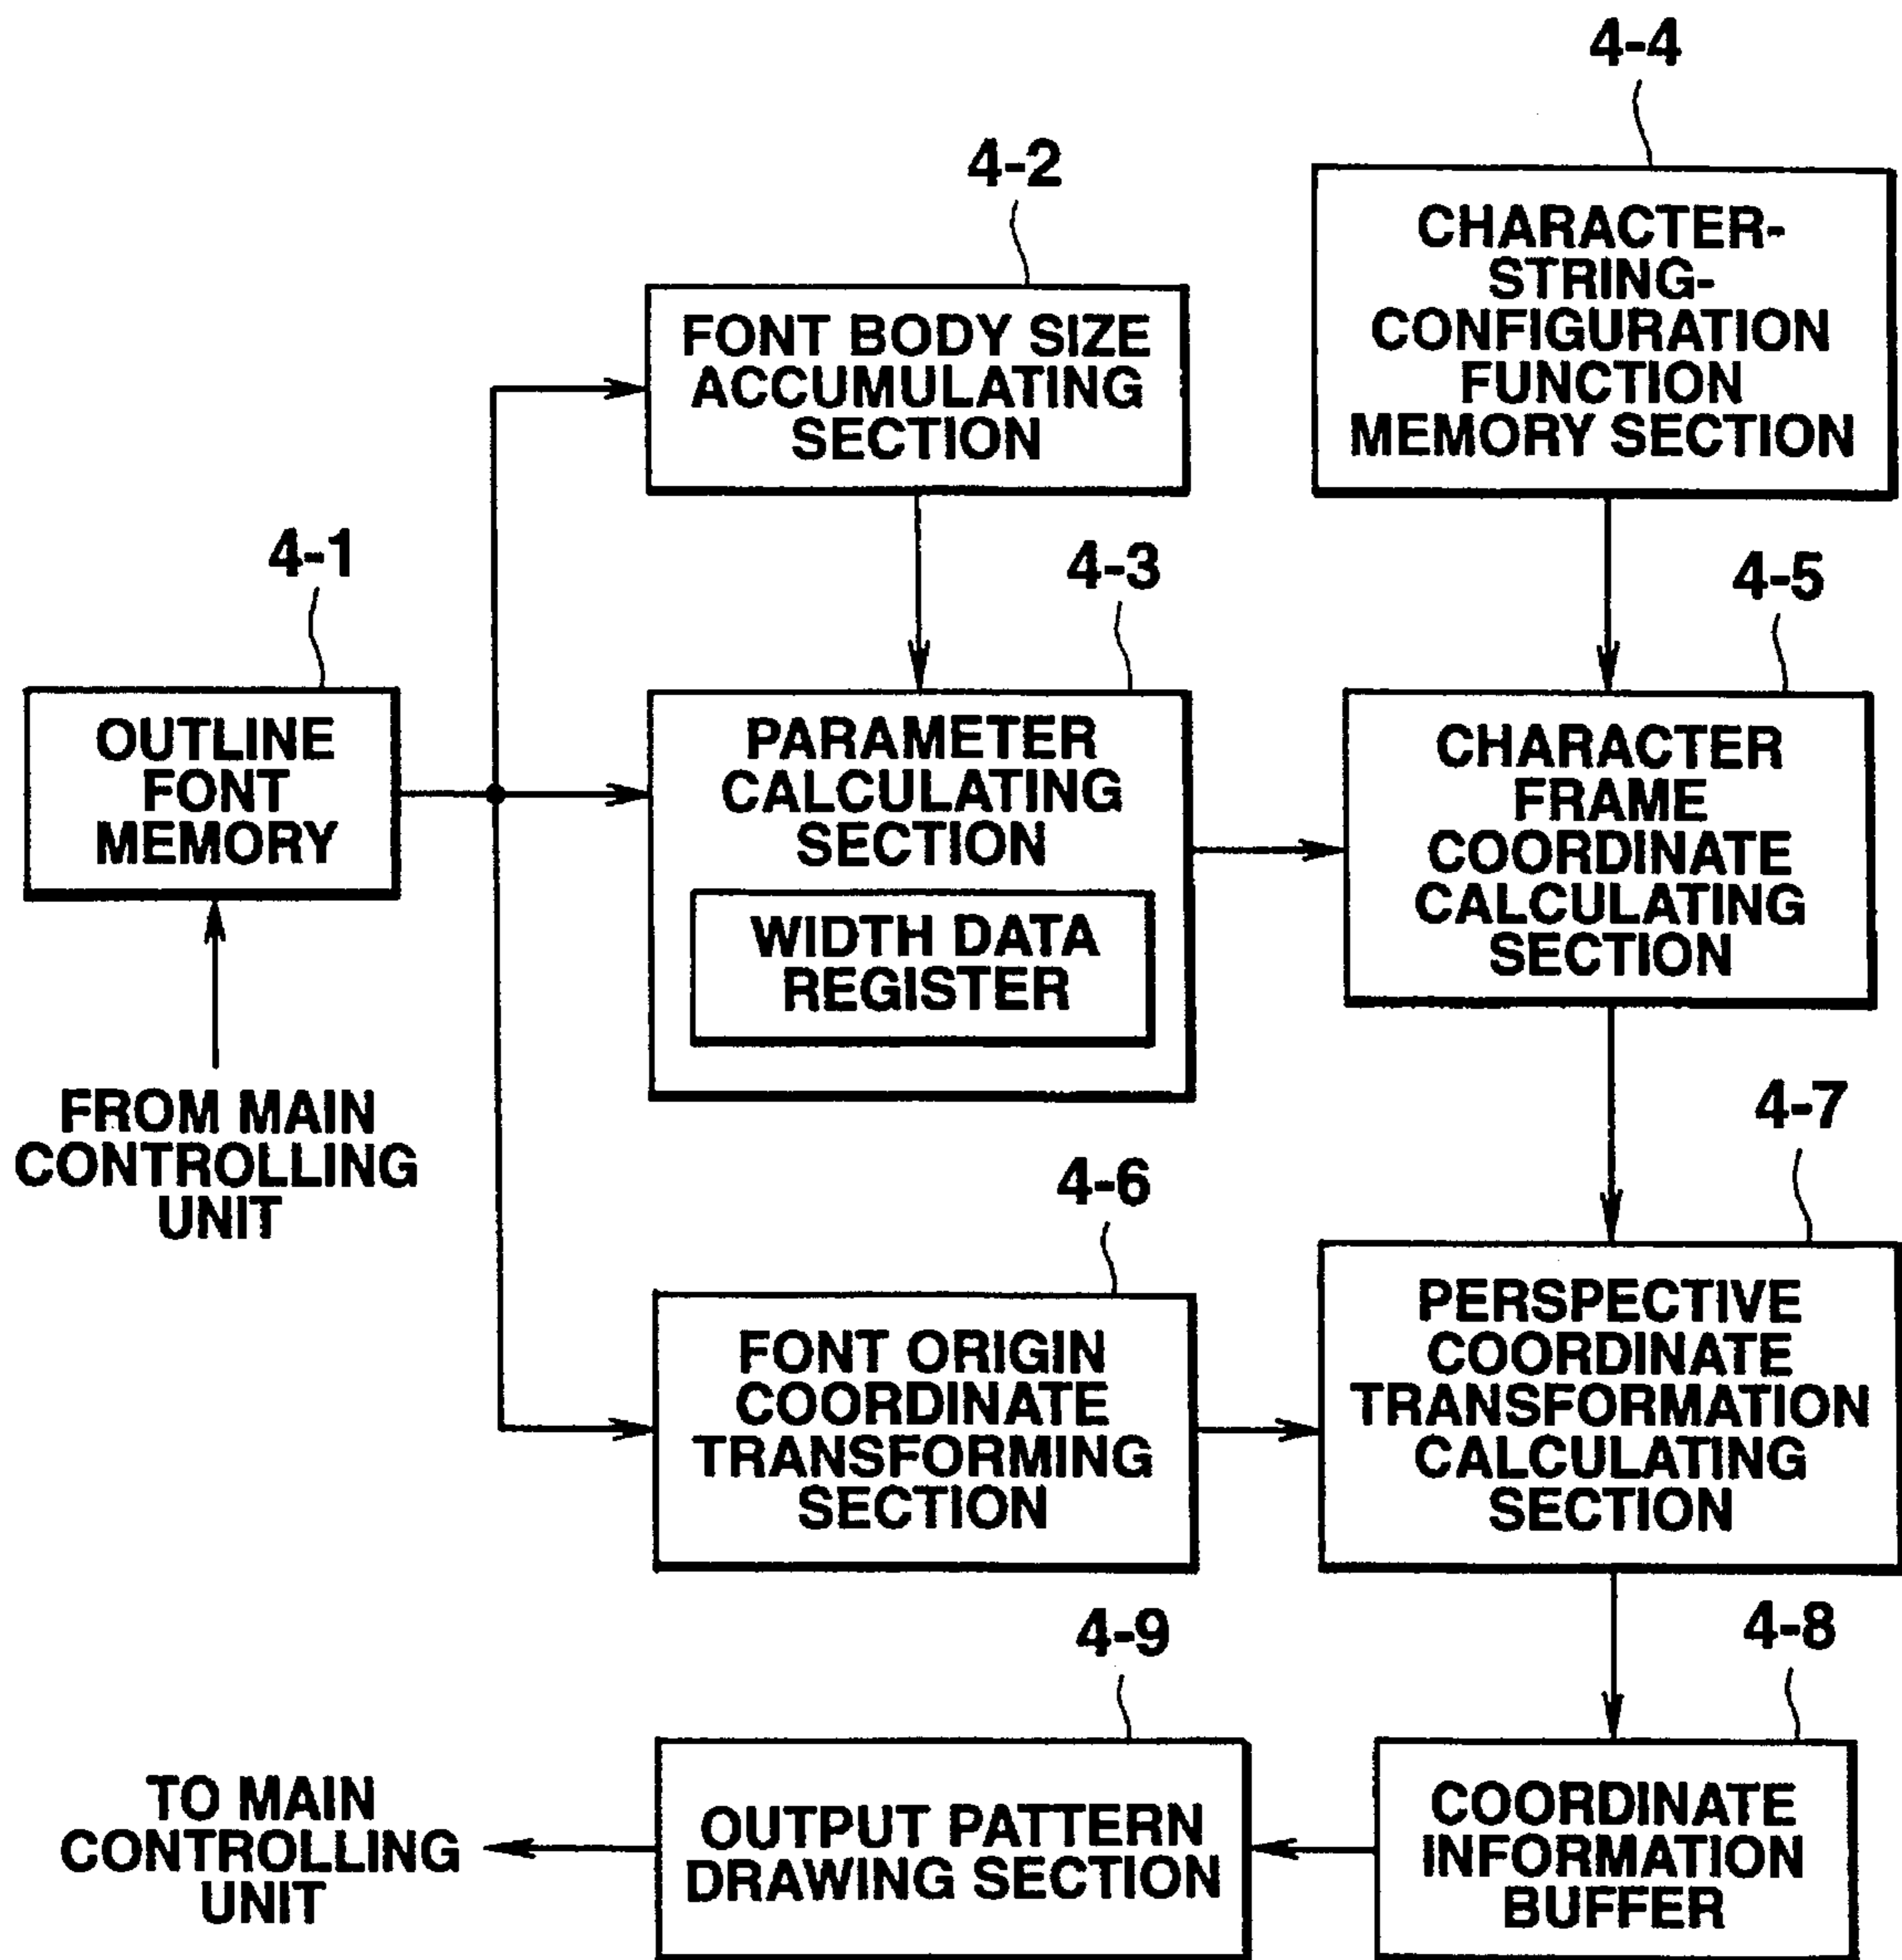 4-4
4-2
CHARACTER-
STRING-
CONFIGURATION
FUNCTION
MEMORY SECTION
FONT BODY SIZE
ACCUMULATING
SECTION
4-1
4-3
4-5
OUTLINE
FONT
MEMORY
PARAMETER
CALCULATING
SECTION
WIDTH DATA
REGISTER
CHARACTER
FRAME
COORDINATE
CALCULATING
SECTION
FROM MAIN
CONTROLLING
UNIT
4-6
4-7
FONT ORIGIN
COORDINATE
TRANSFORMING
SECTION
PERSPECTIVE
COORDINATE
TRANSFORMATION
CALCULATING
SECTION
4-9
4-8
TO MAIN
CONTROLLING
UNIT
OUTPUT PATTERN
DRAWING SECTION
COORDINATE
INFORMATION
BUFFER